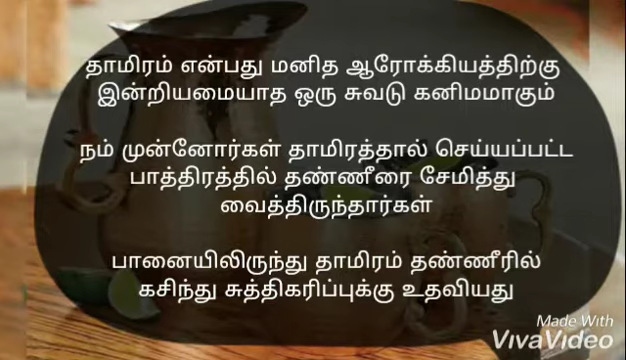 தாமிரம் என்பது மனித ஆரோக்கியத்திற்கு
இன்றியமையாத ஒரு சுவடு கனிமமாகும்
நம் முன்னோர்கள் தாமிரத்தால் செய்யப்பட்ட
பாத்திரத்தில் தண்ணீரை சேமித்து
வைத்திருந்தார்கள்
பானையிலிருந்து தாமிரம் தண்ணீரில்
கசிந்து சுத்திகரிப்புக்கு உதவியது
Made With
VivaVideo